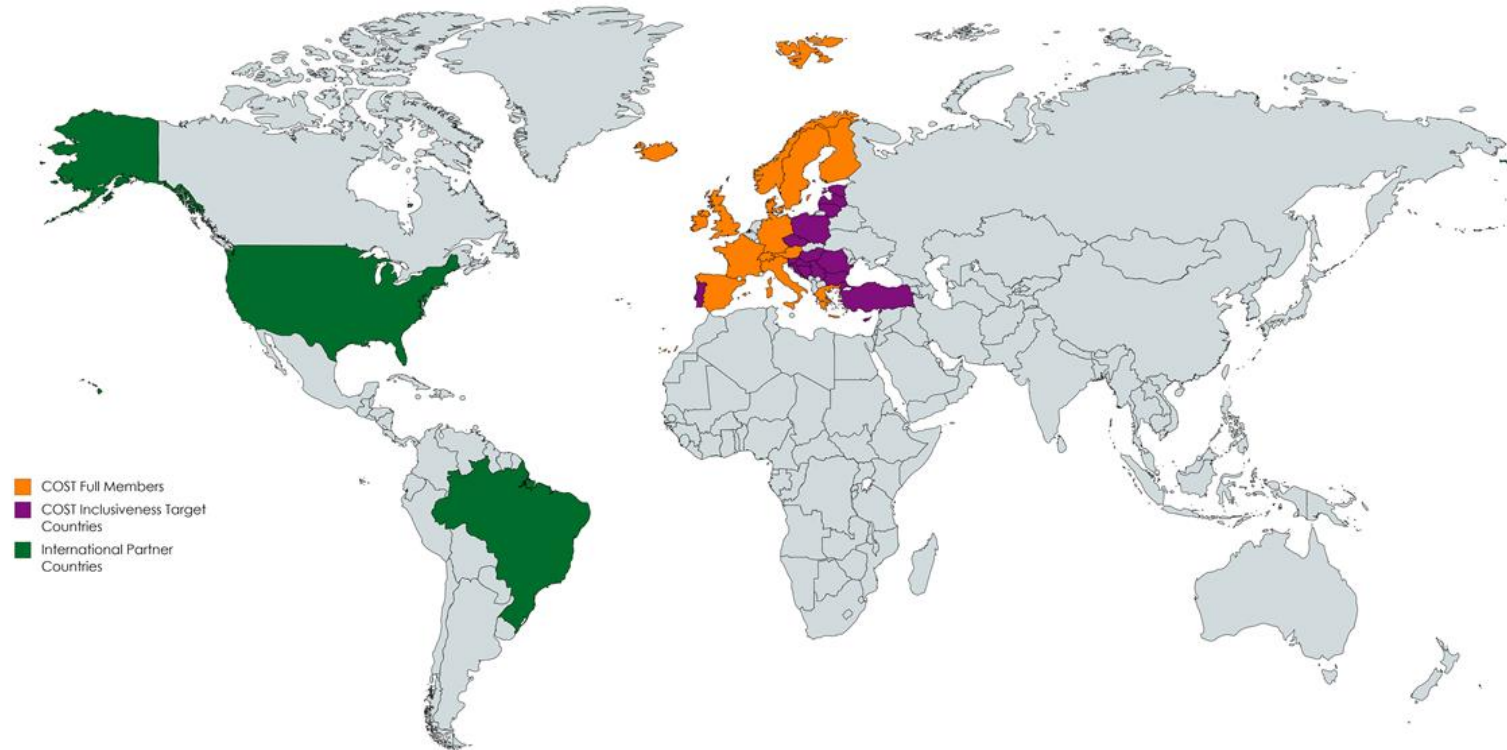 COST Full Members
COST Inclusiveness Target
Countries
International Partner
Countries